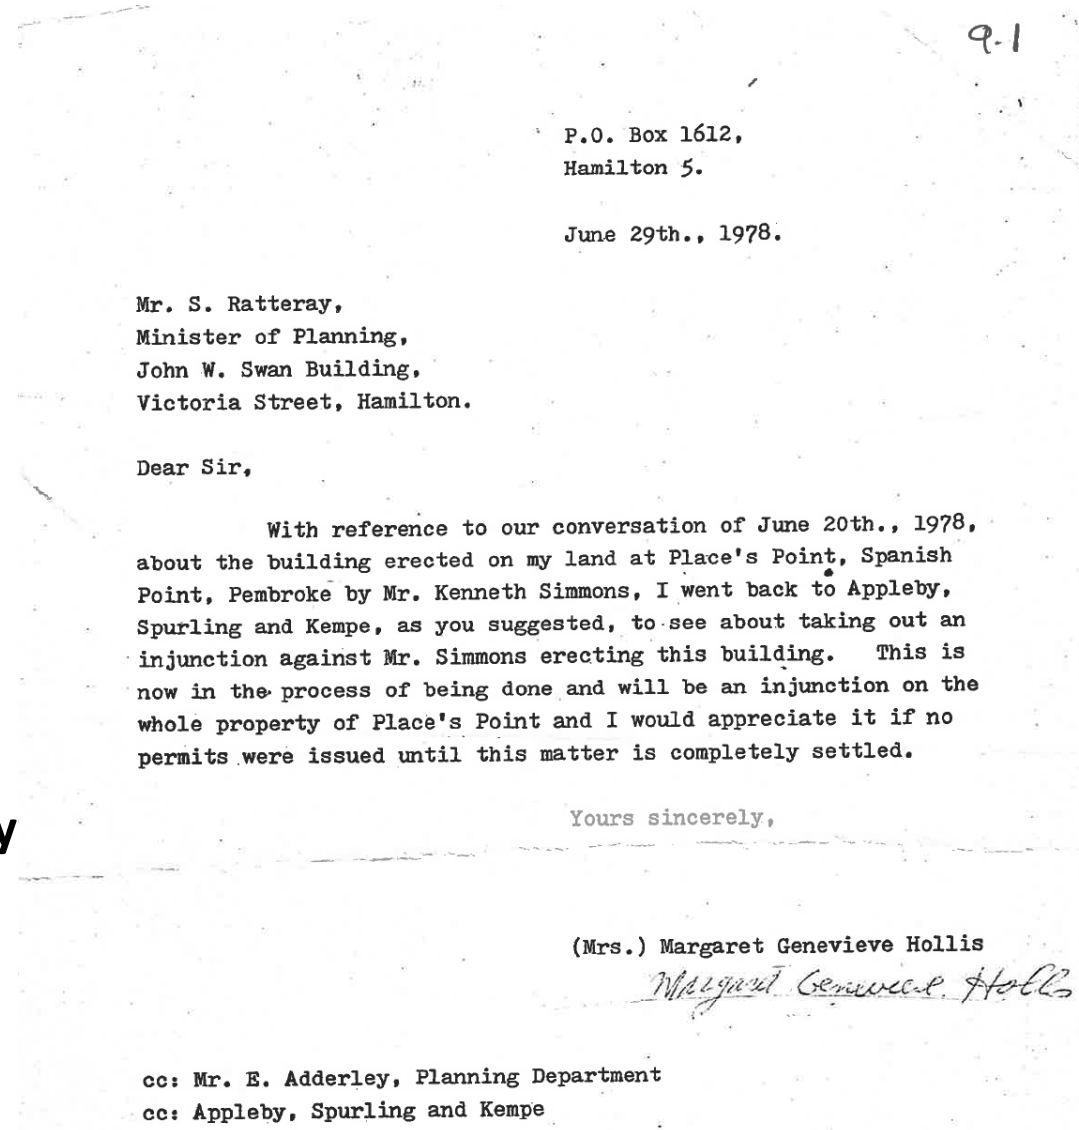 9.1
P.O. Box 1612,
Hamilton 5.
June 29th., 1978.
Mr. S. Ratteray,
Minister of Planning,
John W. Swan Building,
Victoria Street, Hamilton.
Dear Sir,
With reference to our conversation of June 20th., 1978,
about the building erected on my land at Place's Point, Spanish
Point, Pembroke by Mr. Kenneth Simmons, I went back to Appleby,
Spurling and Kempe, as you suggested, to see about taking out an
injunction against Mr. Simmons erecting this building. This is
now in the process of being done and will be an injunction on the
whole property of Place's Point and I would appreciate it if no
permits were issued until this matter is completely settled.
Yours sincerely,
y
(Mrs.) Margaret Genevieve Hollis
Margaret Genevieve Hollis
cc: Mr. E. Adderley, Planning Department
cc: Appleby, Spurling and Kempe